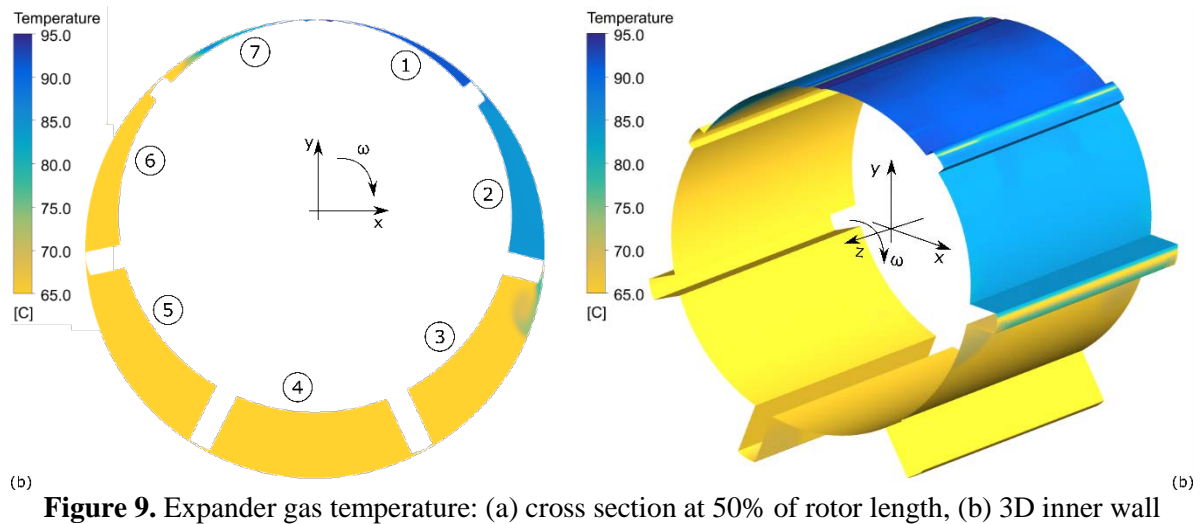 Temperature
95.0
90.0
85.0
80.0
75.0
70.0
65.0
[C]
7
1
6
2
5
3
4
y
ω
x
(b)
Temperature
95.0
90.0
85.0
80.0
75.0
70.0
65.0
[C]
y
z
ω
x
(b)
Figure 9. Expander gas temperature: (a) cross section at 50% of rotor length, (b) 3D inner wall